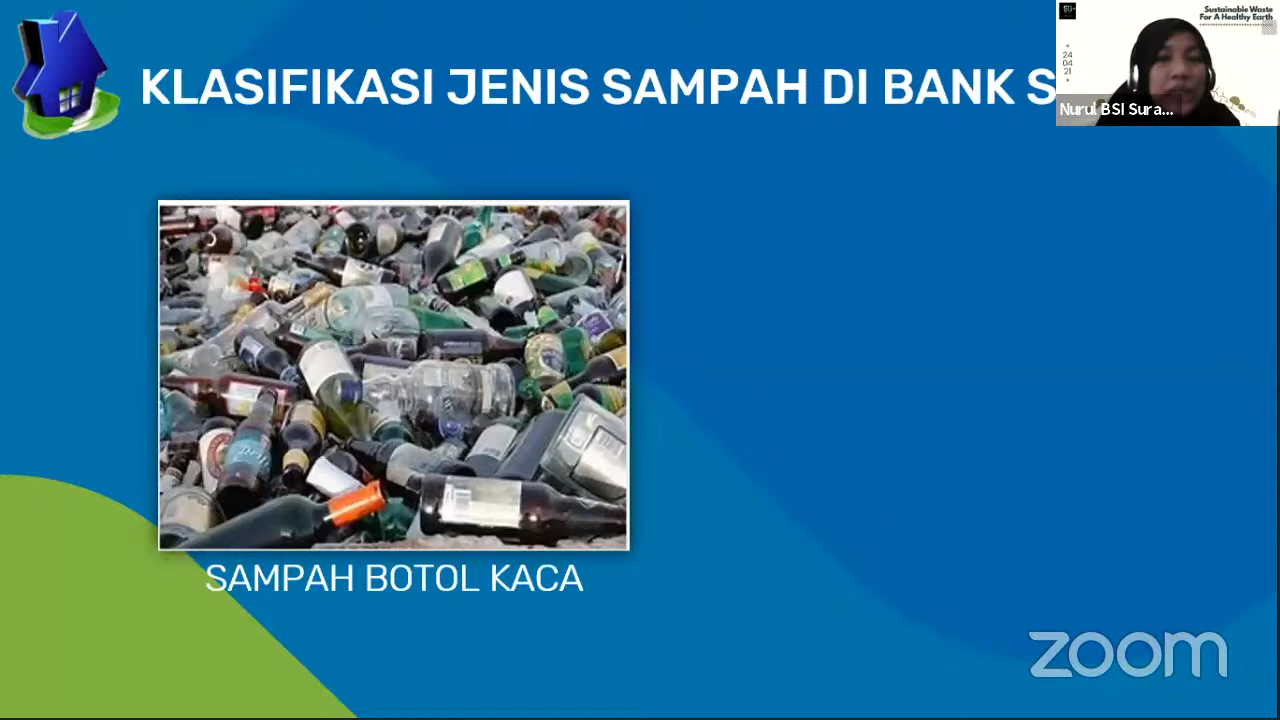 Sustainable Waste
For A Healthy Earth
24
04
21
KLASIFIKASI JENIS SAMPAH DI BANK S
Nurul BSI Sura...
SAMPAH BOTOL KACA
zoom